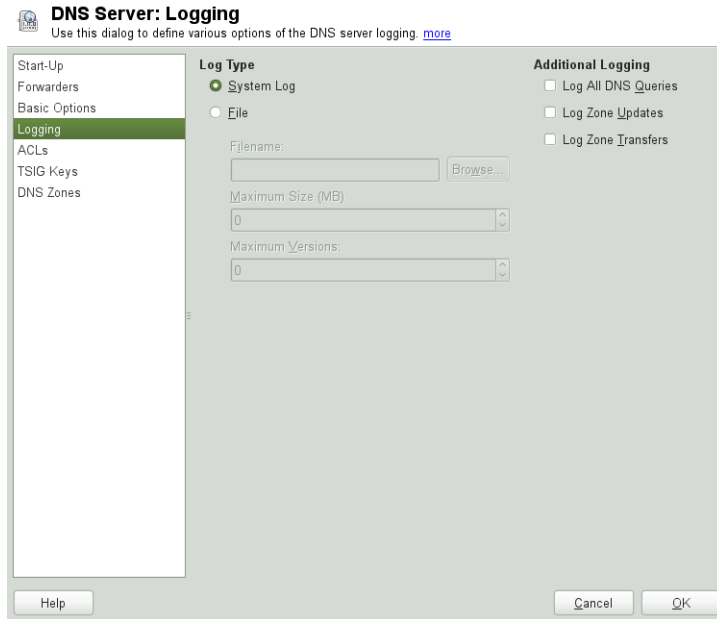 DNS Server: Logging
Use this dialog to define various options of the DNS server logging. more
Start-Up
Forwarders
Basic Options
Logging
ACLs
TSIG Keys
DNS Zones
Log Type
System Log
File
Filename:
Browse...
Maximum Size (MB)
0
Maximum Versions:
0
Additional Logging
Log All DNS Queries
Log Zone Updates
Log Zone Transfers
Help
Cancel
OK